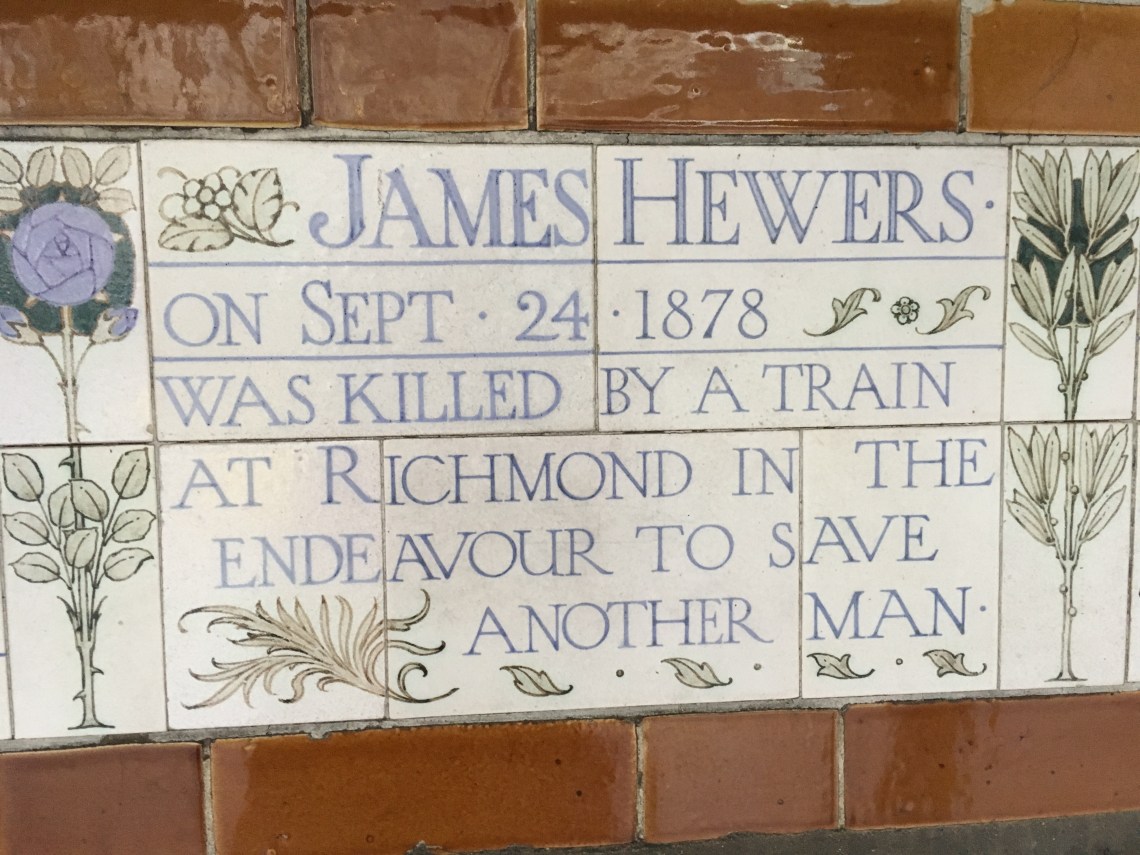 JAMES HEWERS·
ON SEPT · 24 · 1878
WAS KILLED BY A TRAIN
AT RICHMOND IN THE
ENDEAVOUR TO SAVE
ANOTHER MAN·